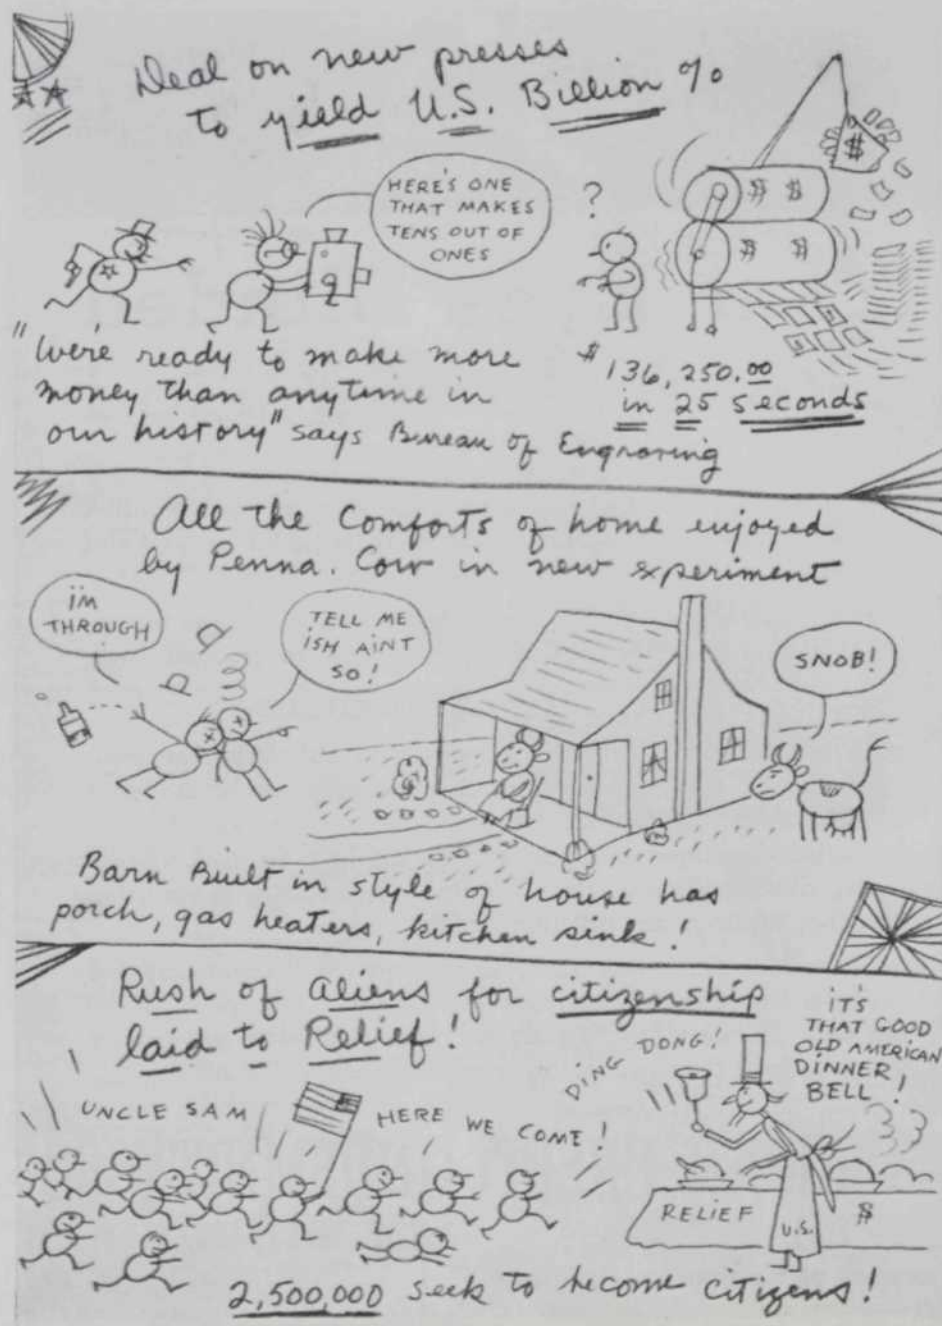 Deal on new presses
to yield U.S. Billion %
HERE'S ONE
THAT MAKES
TENS OUT OF
ONES
?
$ $
$ $
$
"We're ready to make more
money than anytime in
our history" says Bureau of Engraving
$136,250.00
in 25 seconds
All the Comforts of home enjoyed
by Penna. Cow in new experiment
I'M
THROUGH
TELL ME
ISH AINT
SO!
SNOB!
Barn Built in style of house has
porch, gas heaters, kitchen sink!
Rush of aliens for citizenship
laid to Relief!
UNCLE SAM HERE WE COME!
DING DONG!
IT'S
THAT GOOD
OLD AMERICAN
DINNER
BELL!
RELIEF
U.S.
$
2,500,000 seek to become citizens!